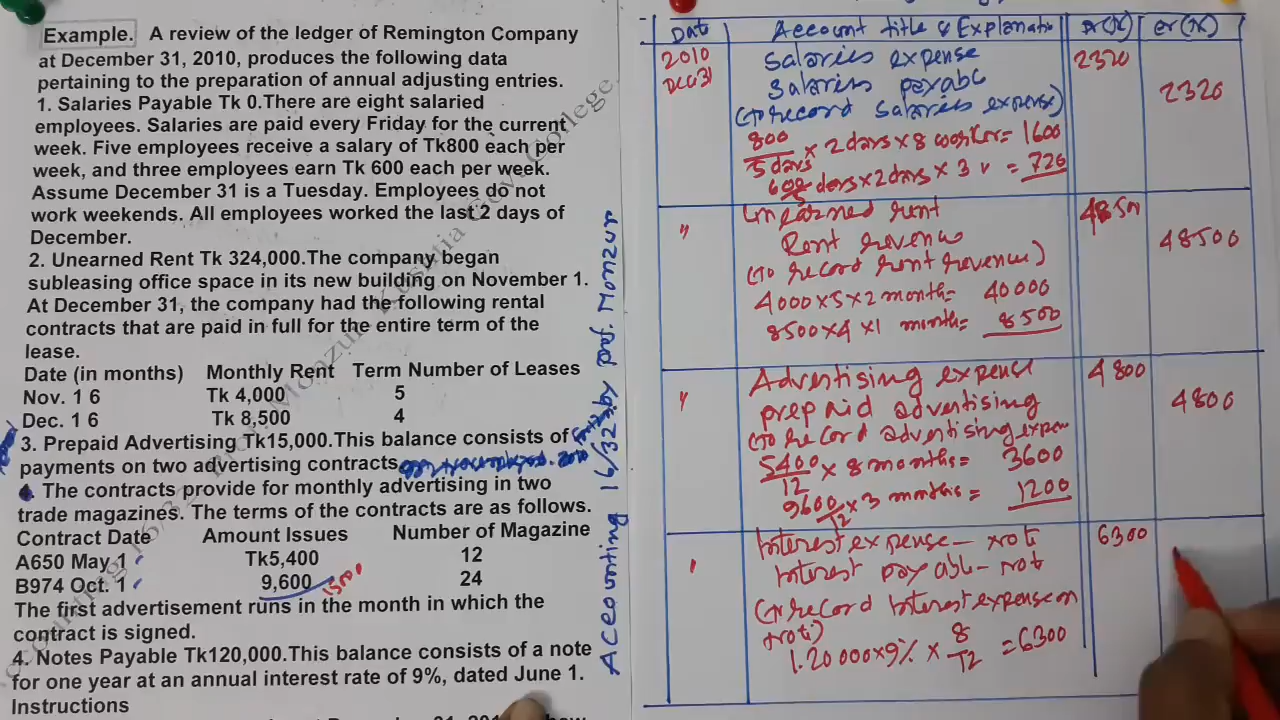 Example. A review of the ledger of Remington Company
at December 31, 2010, produces the following data
pertaining to the preparation of annual adjusting entries.
1. Salaries Payable Tk 0.There are eight salaried
employees. Salaries are paid every Friday for the current
week. Five employees receive a salary of Tk800 each per
week, and three employees earn Tk 600 each per week.
Assume December 31 is a Tuesday. Employees do not
work weekends. All employees worked the last 2 days of
December.
2. Unearned Rent Tk 324,000.The company began
subleasing office space in its new building on November 1.
At December 31, the company had the following rental
contracts that are paid in full for the entire term of the
lease.
Date (in months) Monthly Rent Term Number of Leases
Nov. 1 6 Tk 4,000 5
Dec. 1 6 Tk 8,500 4
3. Prepaid Advertising Tk15,000.This balance consists of
payments on two advertising contracts
The contracts provide for monthly advertising in two
trade magazines. The terms of the contracts are as follows.
Contract Date Amount Issues Number of Magazine
A650 May 1 Tk5,400 12
B974 Oct. 1 9,600 24
15000
The first advertisement runs in the month in which the
contract is signed.
4. Notes Payable Tk120,000.This balance consists of a note
for one year at an annual interest rate of 9%, dated June 1.
Instructions
Accounting 16/32 by Prof. Monzur
Date Account title & Explanatio Dr(TK) cr(TK)
2010 Salaries expense 2320
Dec31 Salaries payabl 2320
(To record Salaries expense)
800/5 days × 2 days × 8 worker = 1600
600/5 days × 2 days × 3 v = 720
" Unearned rent 48500
Rent revenue 48500
(To record rent revenue)
4000×5×2 month= 40000
8500×4×1 month= 8500
" Advertising expense 4800
prepaid advertising 4800
(To record advertising expen
5400/12 × 8 months= 3600
9600/12 × 3 months= 1200
" Interest expense - not 6300
Interest payable - not
(To record Interest expense on
not)
1.20000×9% × 8/12 = 6300